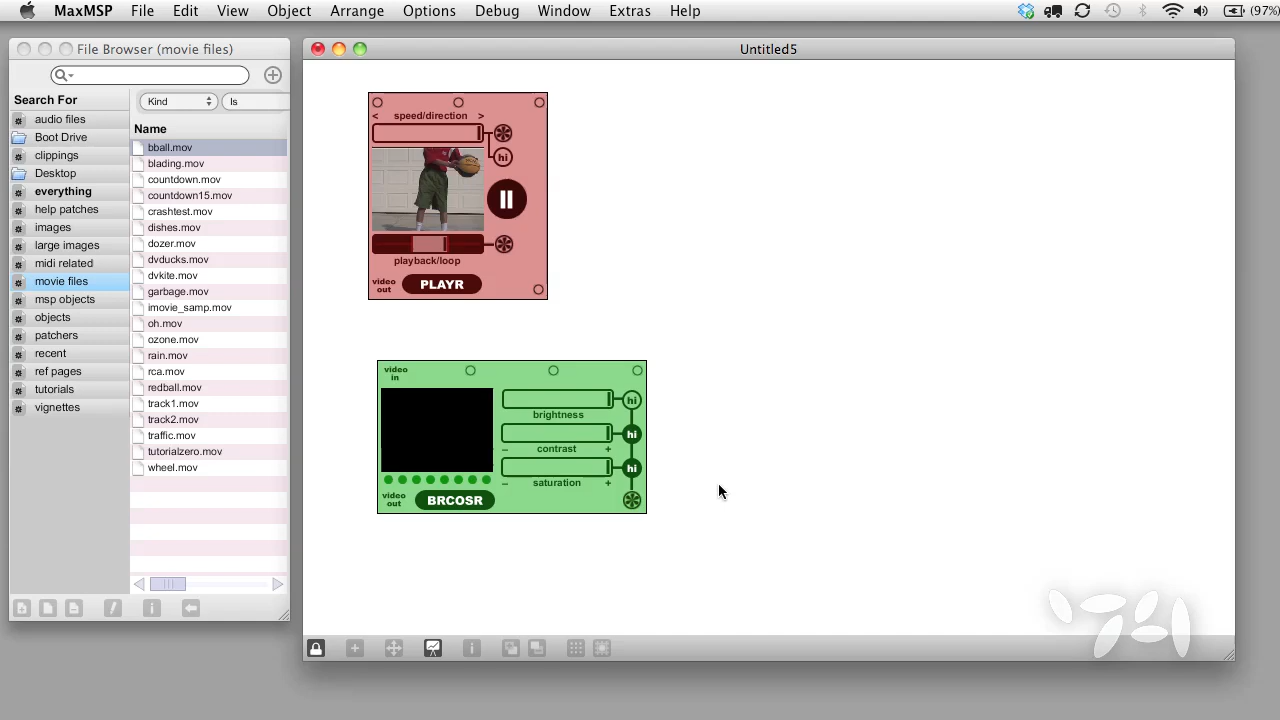 MaxMSP File Edit View Object Arrange Options Debug Window Extras Help (97%)
File Browser (movie files)
Search For
audio files
Boot Drive
clippings
Desktop
everything
help patches
images
large images
midi related
movie files
msp objects
objects
patchers
recent
ref pages
tutorials
vignettes
Kind Is
Name
bball.mov
blading.mov
countdown.mov
countdown15.mov
crashtest.mov
dishes.mov
dozer.mov
dvducks.mov
dvkite.mov
garbage.mov
imovie_samp.mov
oh.mov
ozone.mov
rain.mov
rca.mov
redball.mov
track1.mov
track2.mov
traffic.mov
tutorialzero.mov
wheel.mov
Untitled5
< speed/direction >
hi
playback/loop
video
out
PLAYR
video
in
hi
brightness
hi
– contrast +
hi
– saturation +
video
out
BRCOSR